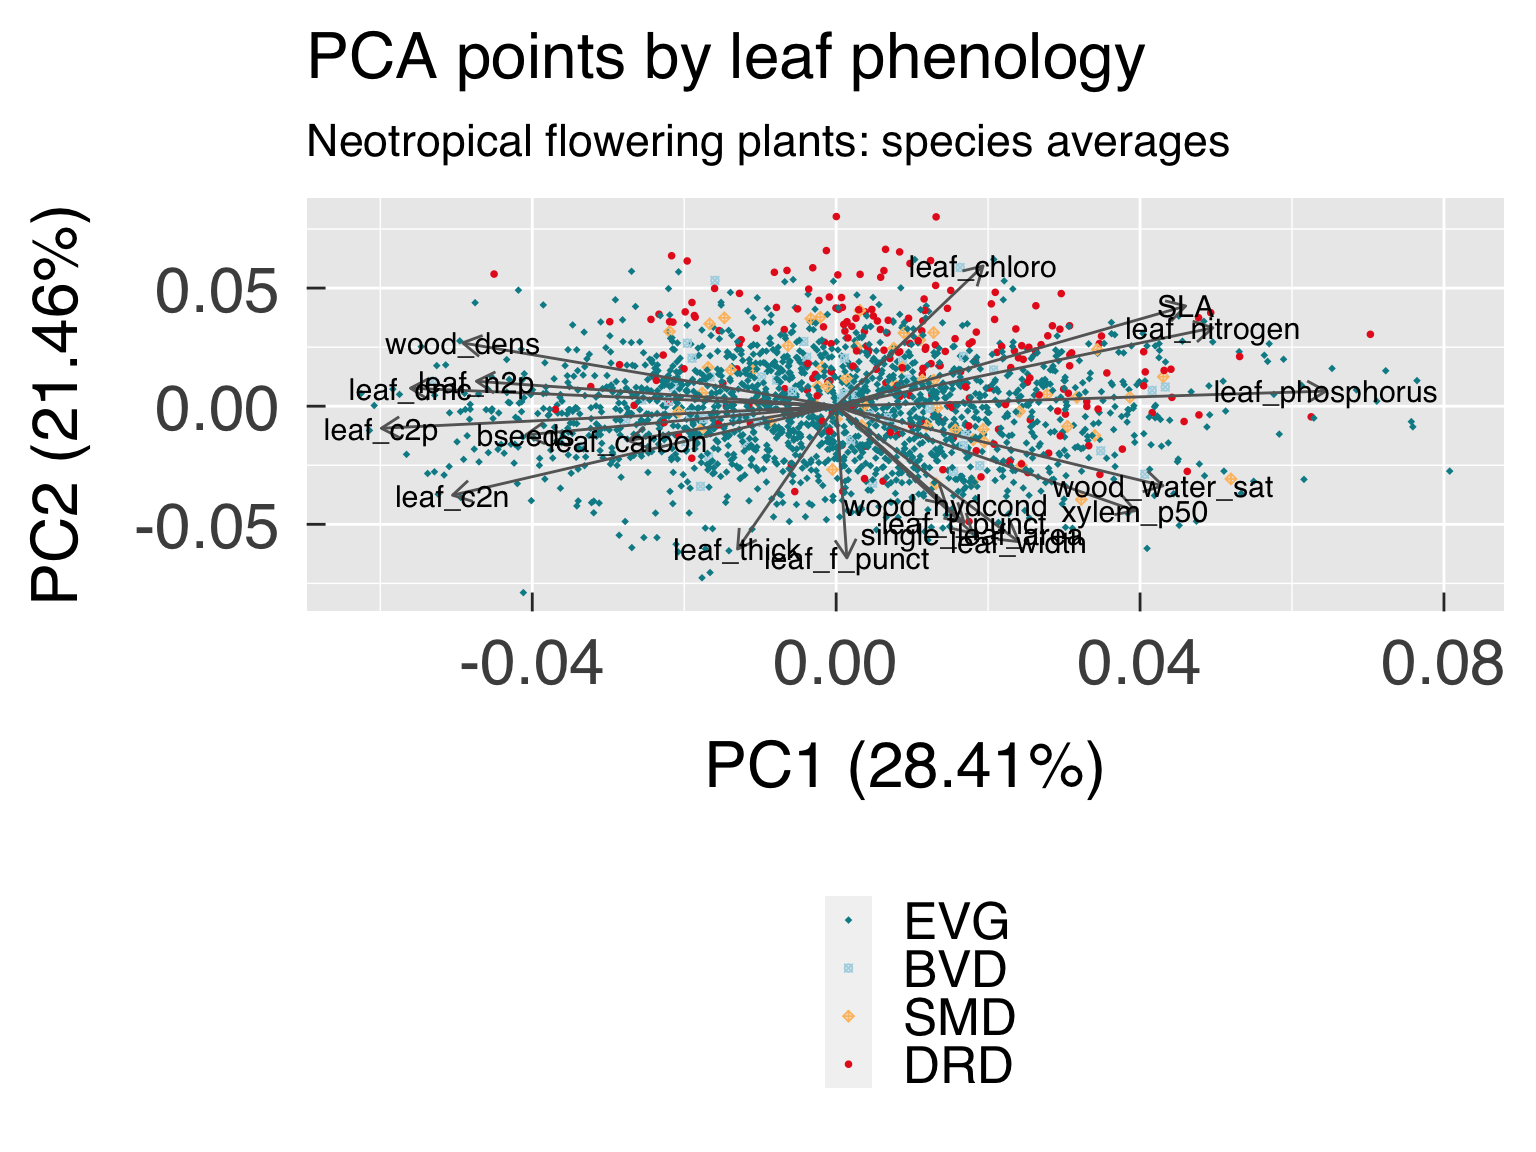 PCA points by leaf phenology
Neotropical flowering plants: species averages
PC2 (21.46%)
0.05
0.00
-0.05
leaf_chloro
SLA
leaf_nitrogen
wood_dens
leaf_n2p
leaf_dmc
leaf_phosphorus
leaf_c2p
bseeds
leaf_carbon
leaf_c2n
wood_water_sat
wood_hydcond
xylem_p50
single_leaf_area
leaf_width
leaf_thick
leaf_f_punct
-0.04
0.00
0.04
0.08
PC1 (28.41%)
EVG
BVD
SMD
DRD